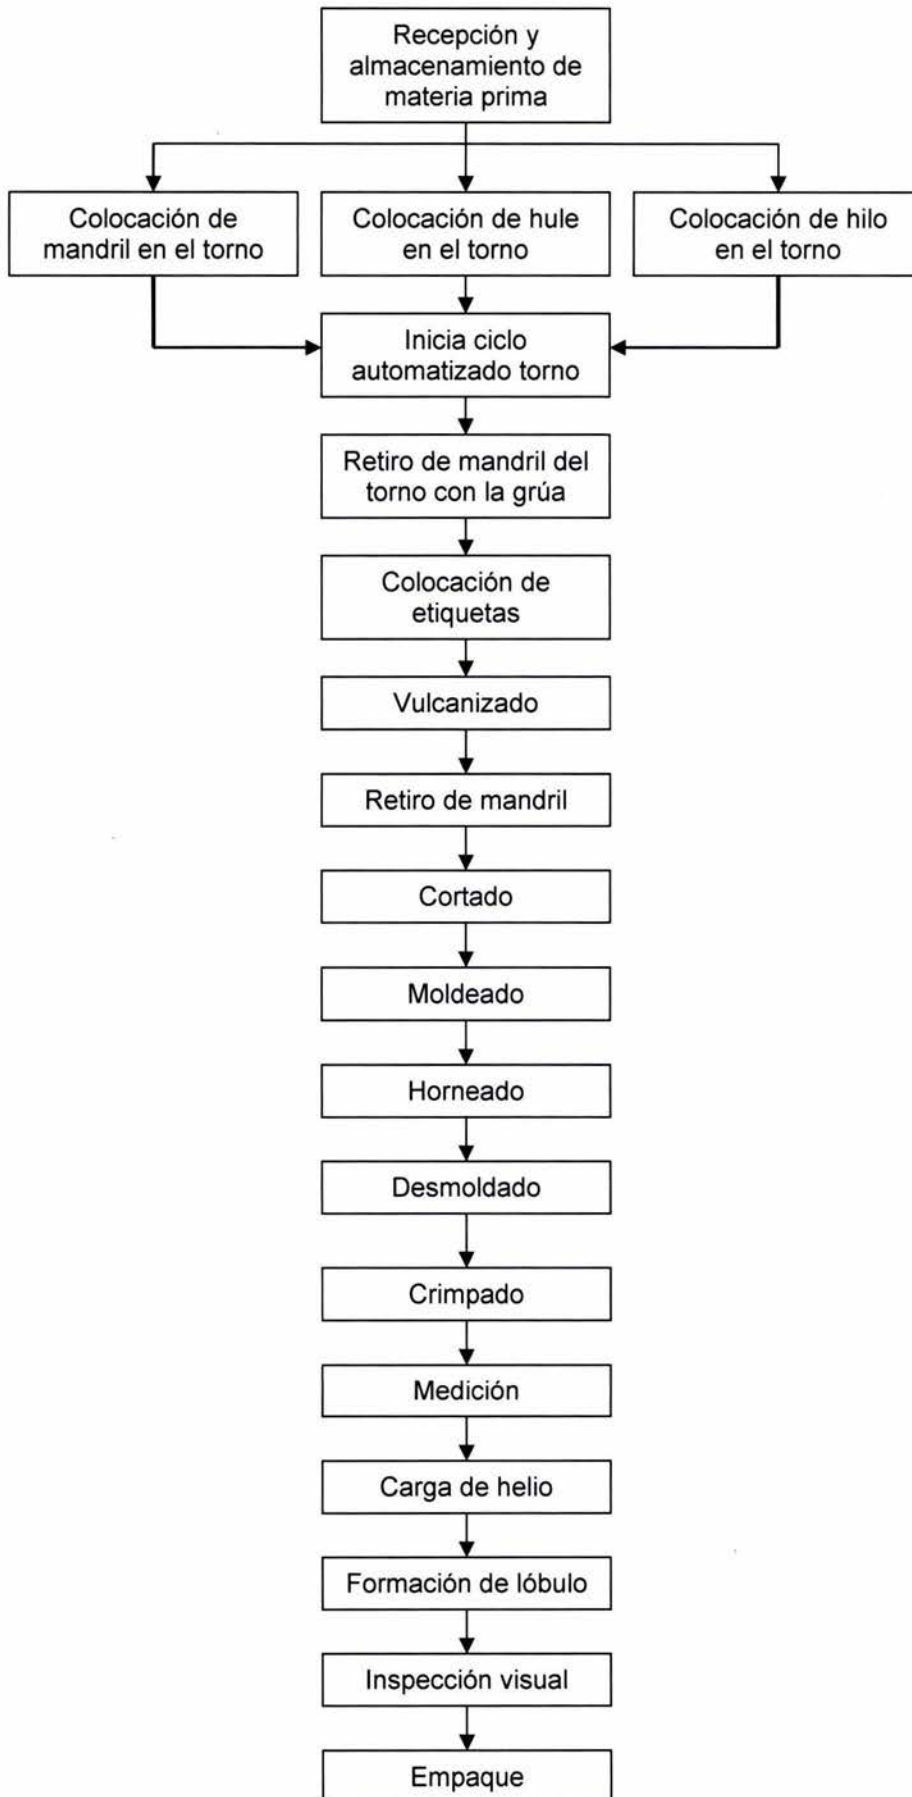 Recepción y
almacenamiento de
materia prima
Colocación de
mandril en el torno
Colocación de hule
en el torno
Colocación de hilo
en el torno
Inicia ciclo
automatizado torno
Retiro de mandril del
torno con la grúa
Colocación de
etiquetas
Vulcanizado
Retiro de mandril
Cortado
Moldeado
Horneado
Desmoldado
Crimpado
Medición
Carga de helio
Formación de lóbulo
Inspección visual
Empaque